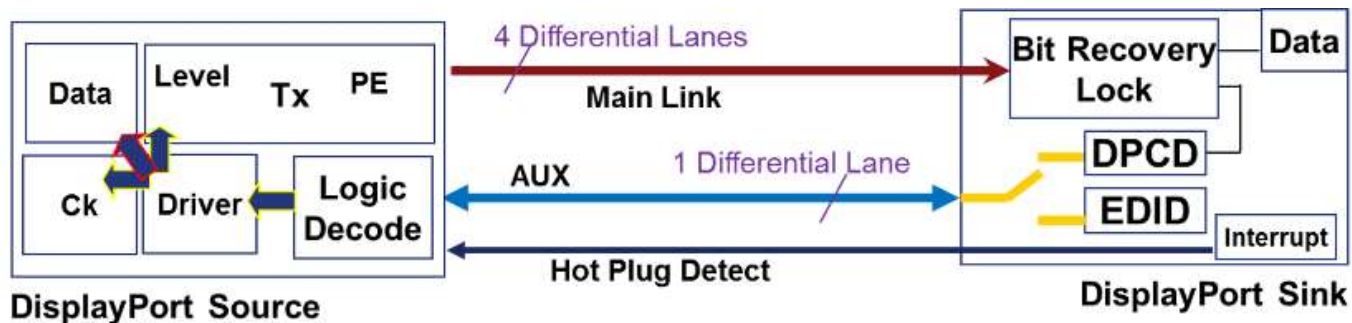 Data
Level
Tx
PE
Ck
Driver
Logic
Decode
DisplayPort Source
4 Differential Lanes
Main Link
1 Differential Lane
AUX
Hot Plug Detect
Bit Recovery
Lock
Data
DPCD
EDID
Interrupt
DisplayPort Sink